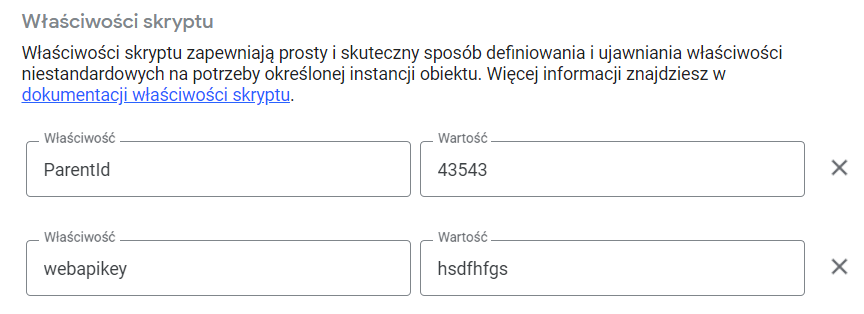 Właściwości skryptu
Właściwości skryptu zapewniają prosty i skuteczny sposób definiowania i ujawniania właściwości
niestandardowych na potrzeby określonej instancji obiektu. Więcej informacji znajdziesz w
dokumentacji właściwości skryptu.
Właściwość
ParentId
Wartość
43543
Właściwość
webapikey
Wartość
hsdfhfgs